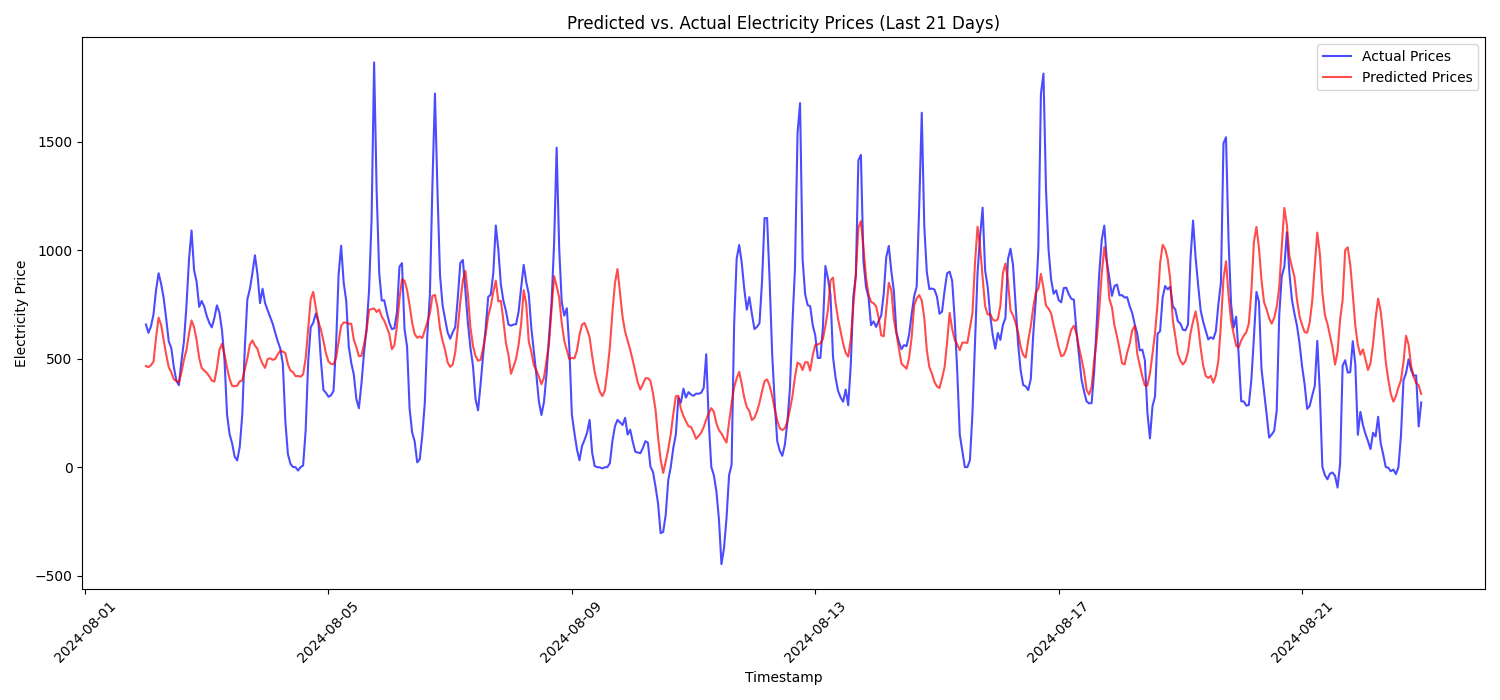 Predicted vs. Actual Electricity Prices (Last 21 Days)
Actual Prices
Predicted Prices
Electricity Price
1500
1000
500
0
−500
2024-08-01
2024-08-05
2024-08-09
2024-08-13
2024-08-17
2024-08-21
Timestamp